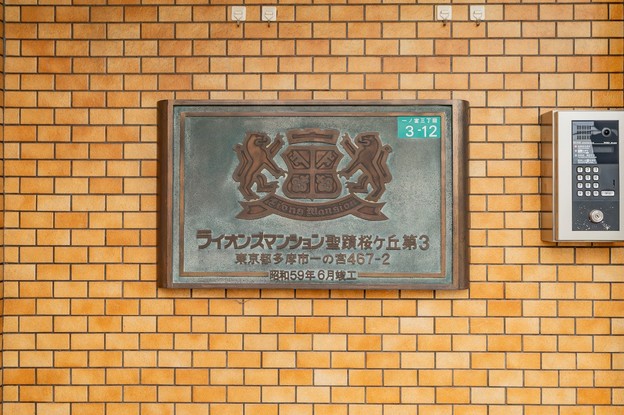 一ノ宮三丁目
3-12
Lions Mansion
ライオンズマンション聖蹟桜ケ丘第3
東京都多摩市一の宮467-2
昭和59年6月竣工